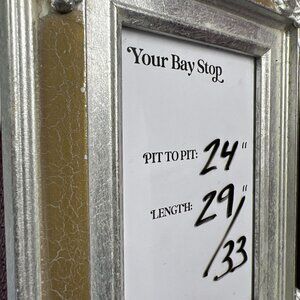 Your Bay Stop
PIT TO PIT: 24"
LENGTH: 29"
/33